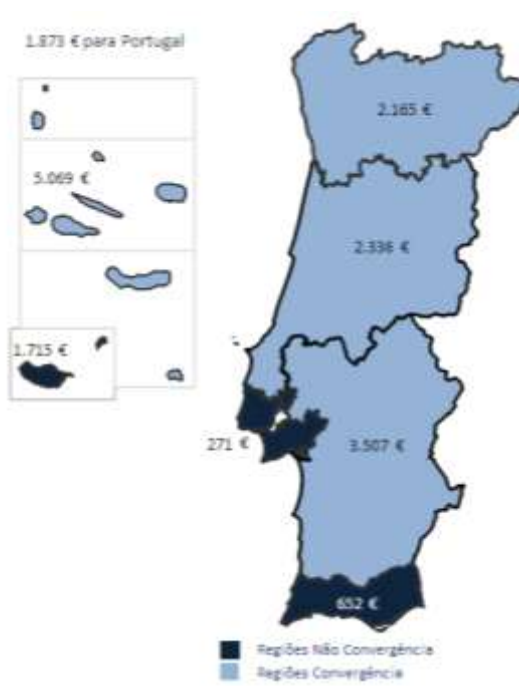 1.873 € para Portugal
2.165 €
5.069 €
2.336 €
1.715 €
271 €
3.507 €
652 €
Regiões Não Convergência
Regiões Convergência